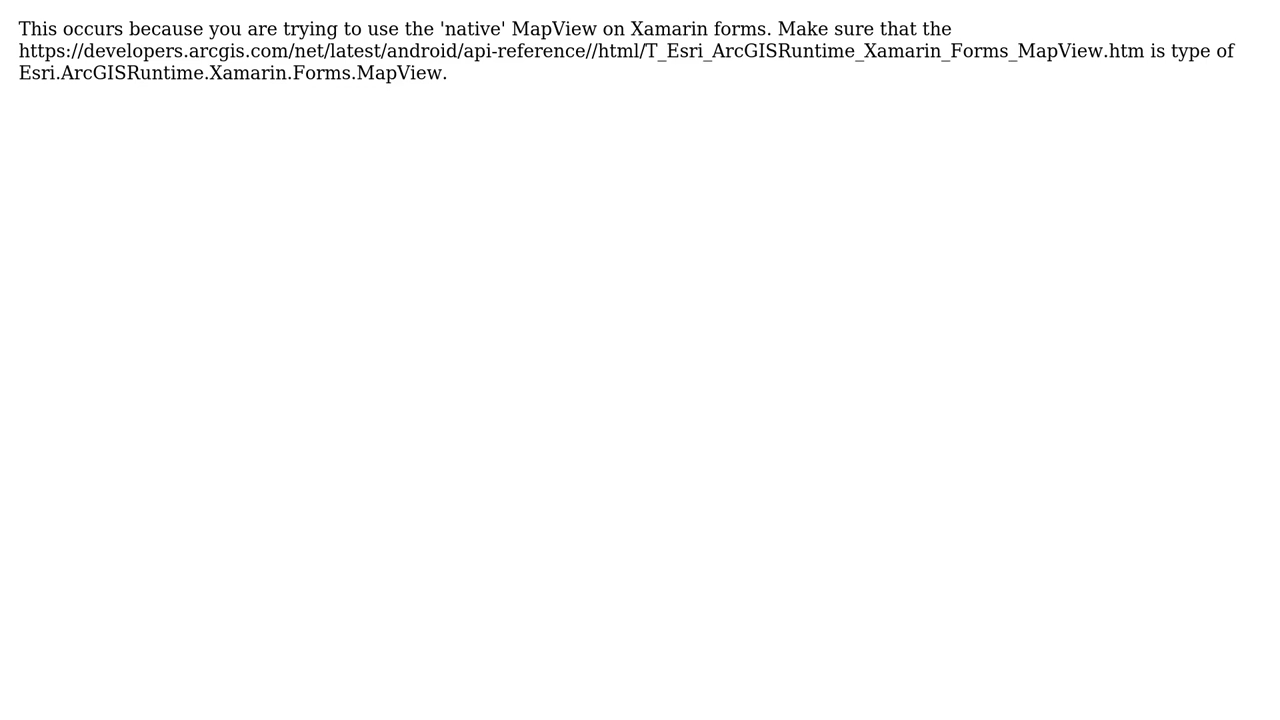 This occurs because you are trying to use the 'native' MapView on Xamarin forms. Make sure that the
https://developers.arcgis.com/net/latest/android/api-reference//html/T_Esri_ArcGISRuntime_Xamarin_Forms_MapView.htm is type of
Esri.ArcGISRuntime.Xamarin.Forms.MapView.